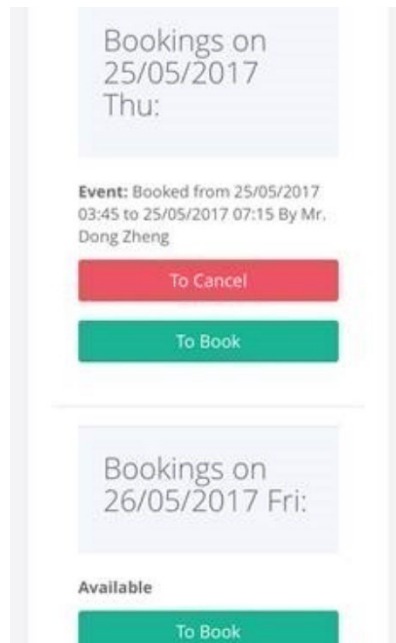 Bookings on
25/05/2017
Thu:
Event: Booked from 25/05/2017
03:45 to 25/05/2017 07:15 By Mr.
Dong Zheng
To Cancel
To Book
Bookings on
26/05/2017 Fri:
Available
To Book